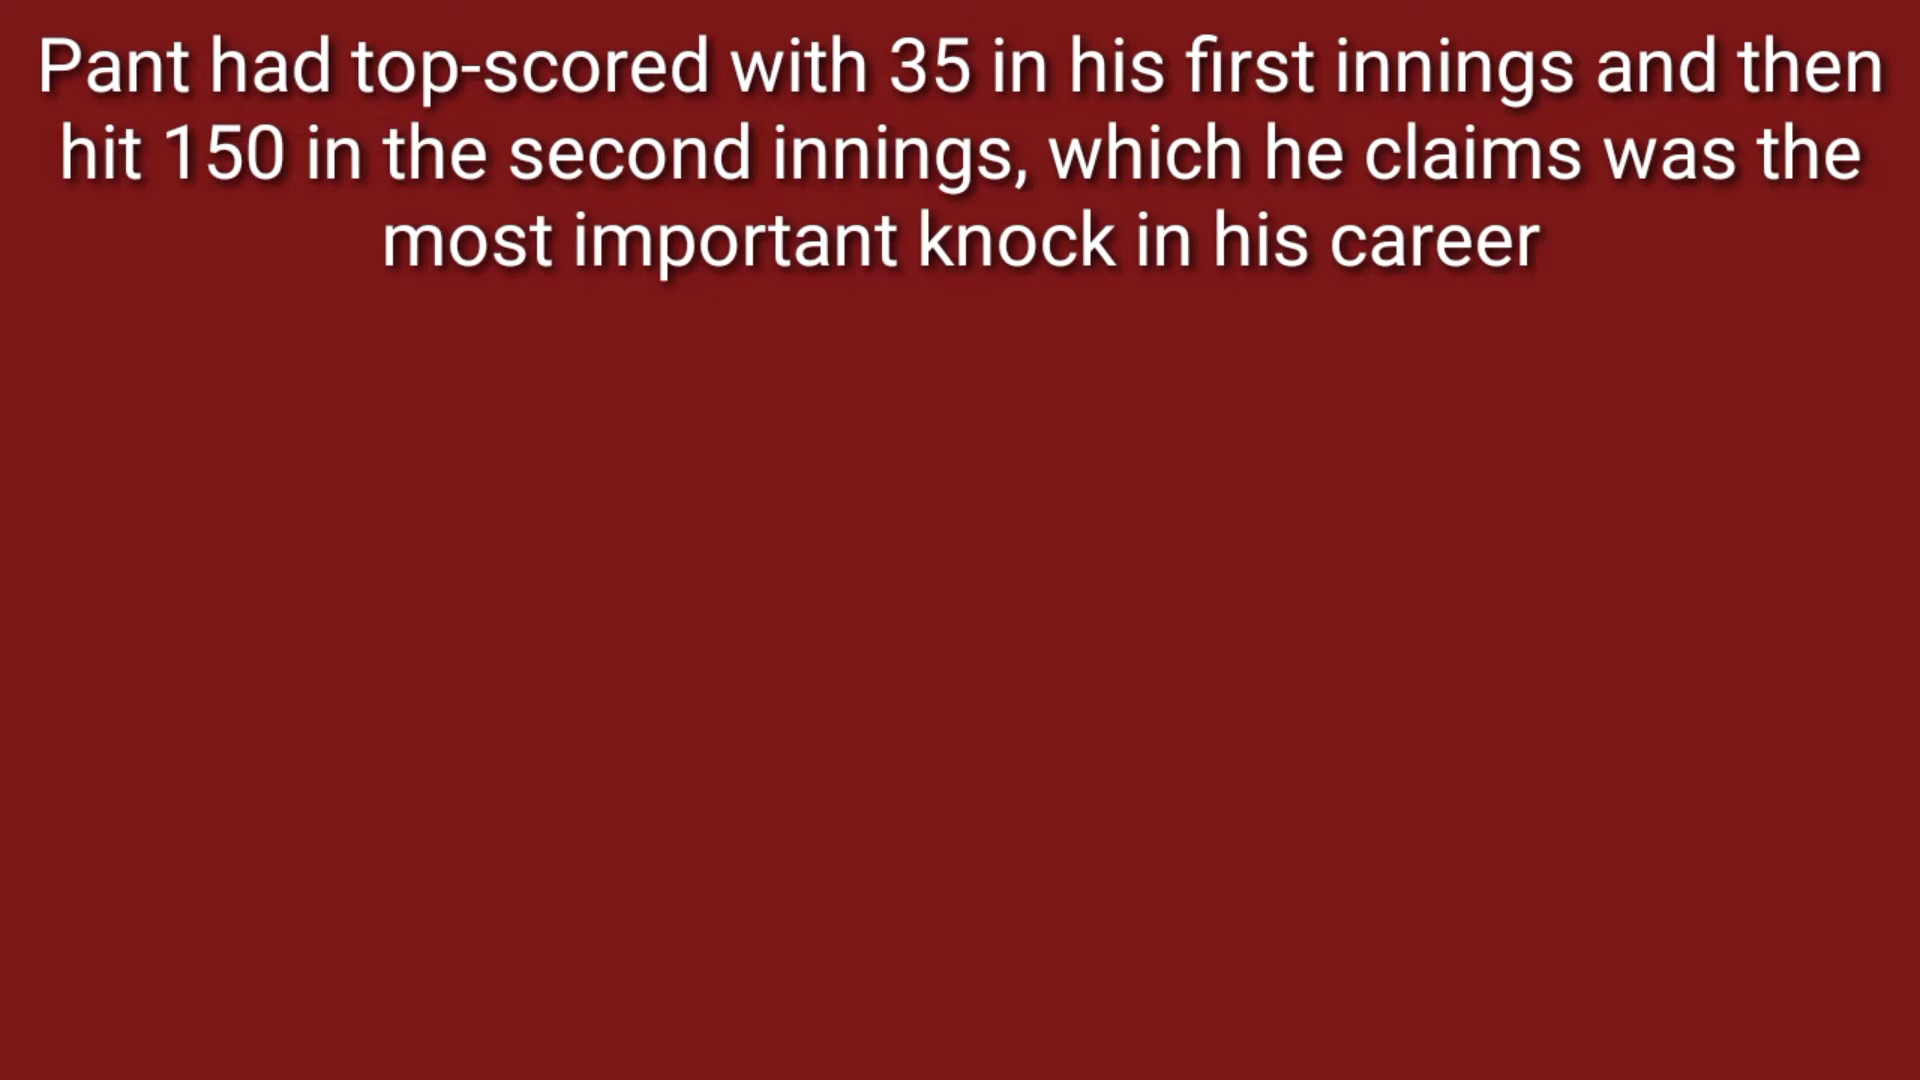 Pant had top-scored with 35 in his first innings and then
hit 150 in the second innings, which he claims was the
most important knock in his career